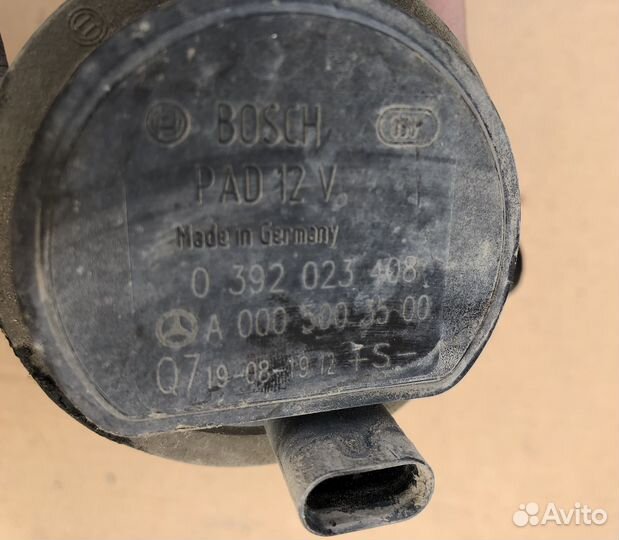 BOSCH
PAD 12 V
Made in Germany
0 392 023 408
A 000 500 35 00
Q7 19-08-19 12 FS-
Avito